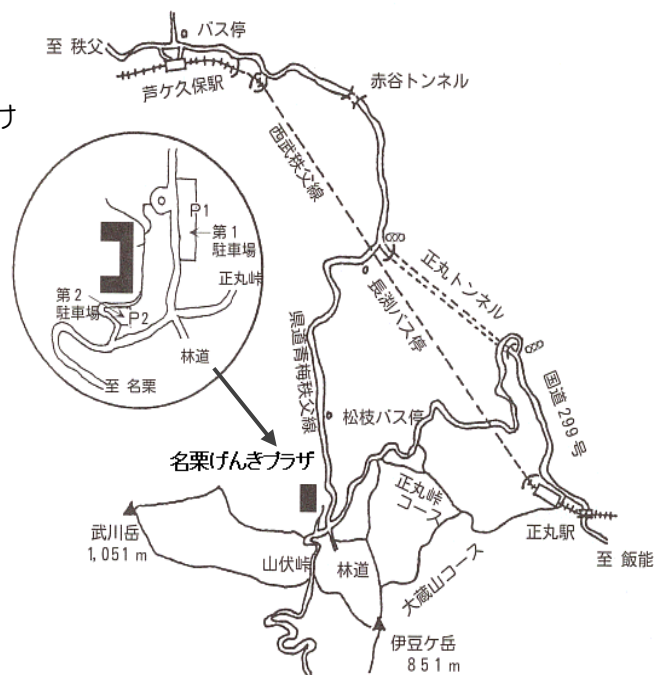 バス停
至 秩父
芦ケ久保駅
赤谷トンネル
け
西武秩父線
P1
第1
駐車場
正丸峠
第2
駐車場
P2
林道
至 名栗
正丸トンネル
長渕バス停
県道青梅秩父線
国道299号
松枝バス停
名栗げんきプラザ
正丸峠
コース
武川岳
1,051m
正丸駅
至 飯能
山伏峠
林道
大蔵山コース
伊豆ケ岳
851m